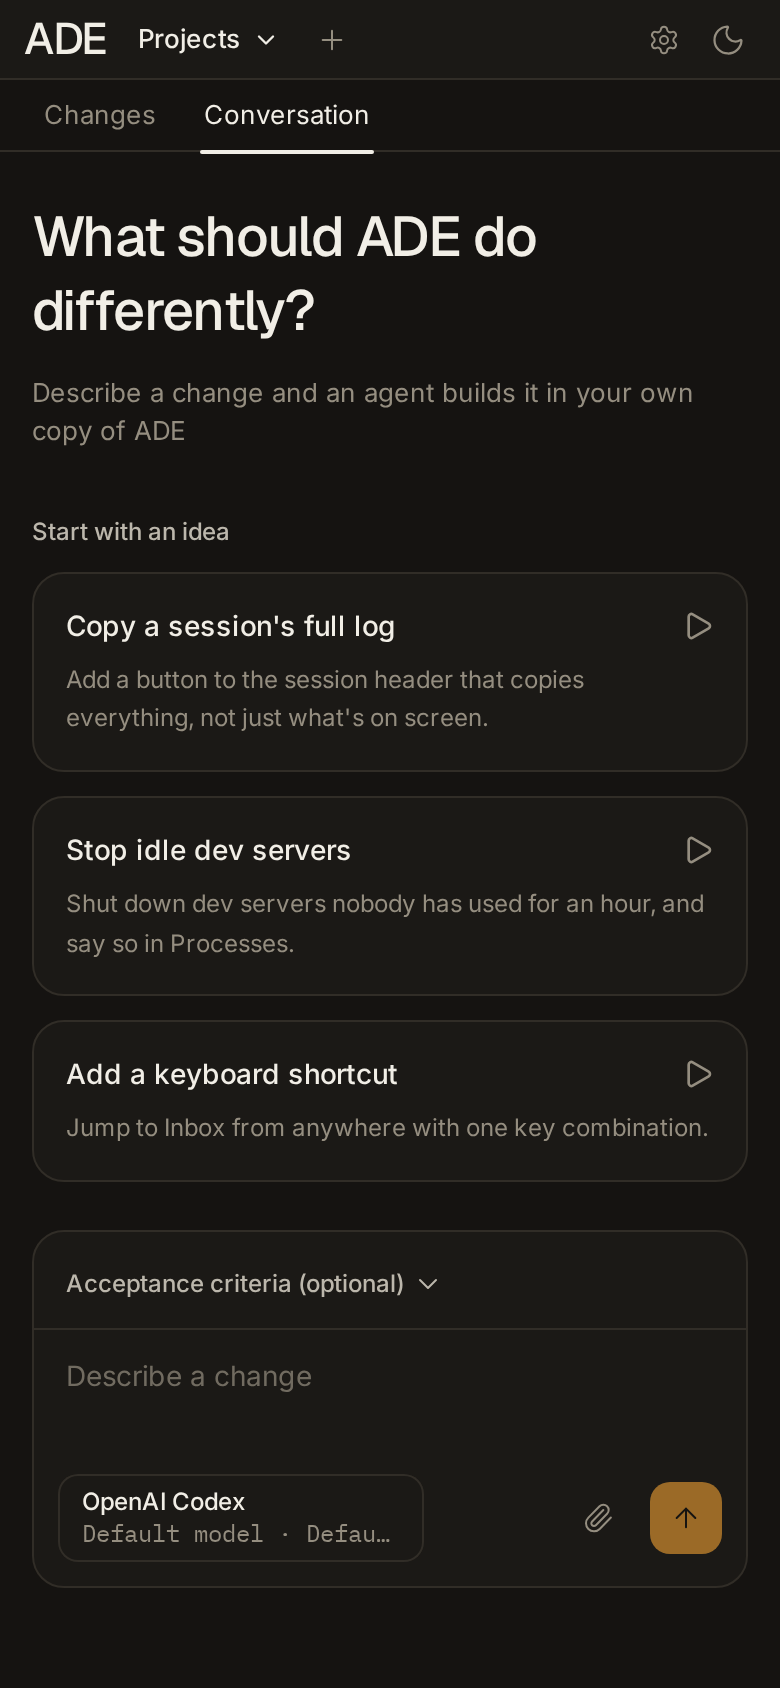 ADE Projects
Changes Conversation
What should ADE do
differently?
Describe a change and an agent builds it in your own
copy of ADE
Start with an idea
Copy a session's full log
Add a button to the session header that copies
everything, not just what's on screen.
Stop idle dev servers
Shut down dev servers nobody has used for an hour, and
say so in Processes.
Add a keyboard shortcut
Jump to Inbox from anywhere with one key combination.
Acceptance criteria (optional)
Describe a change
OpenAI Codex
Default model · Defau…